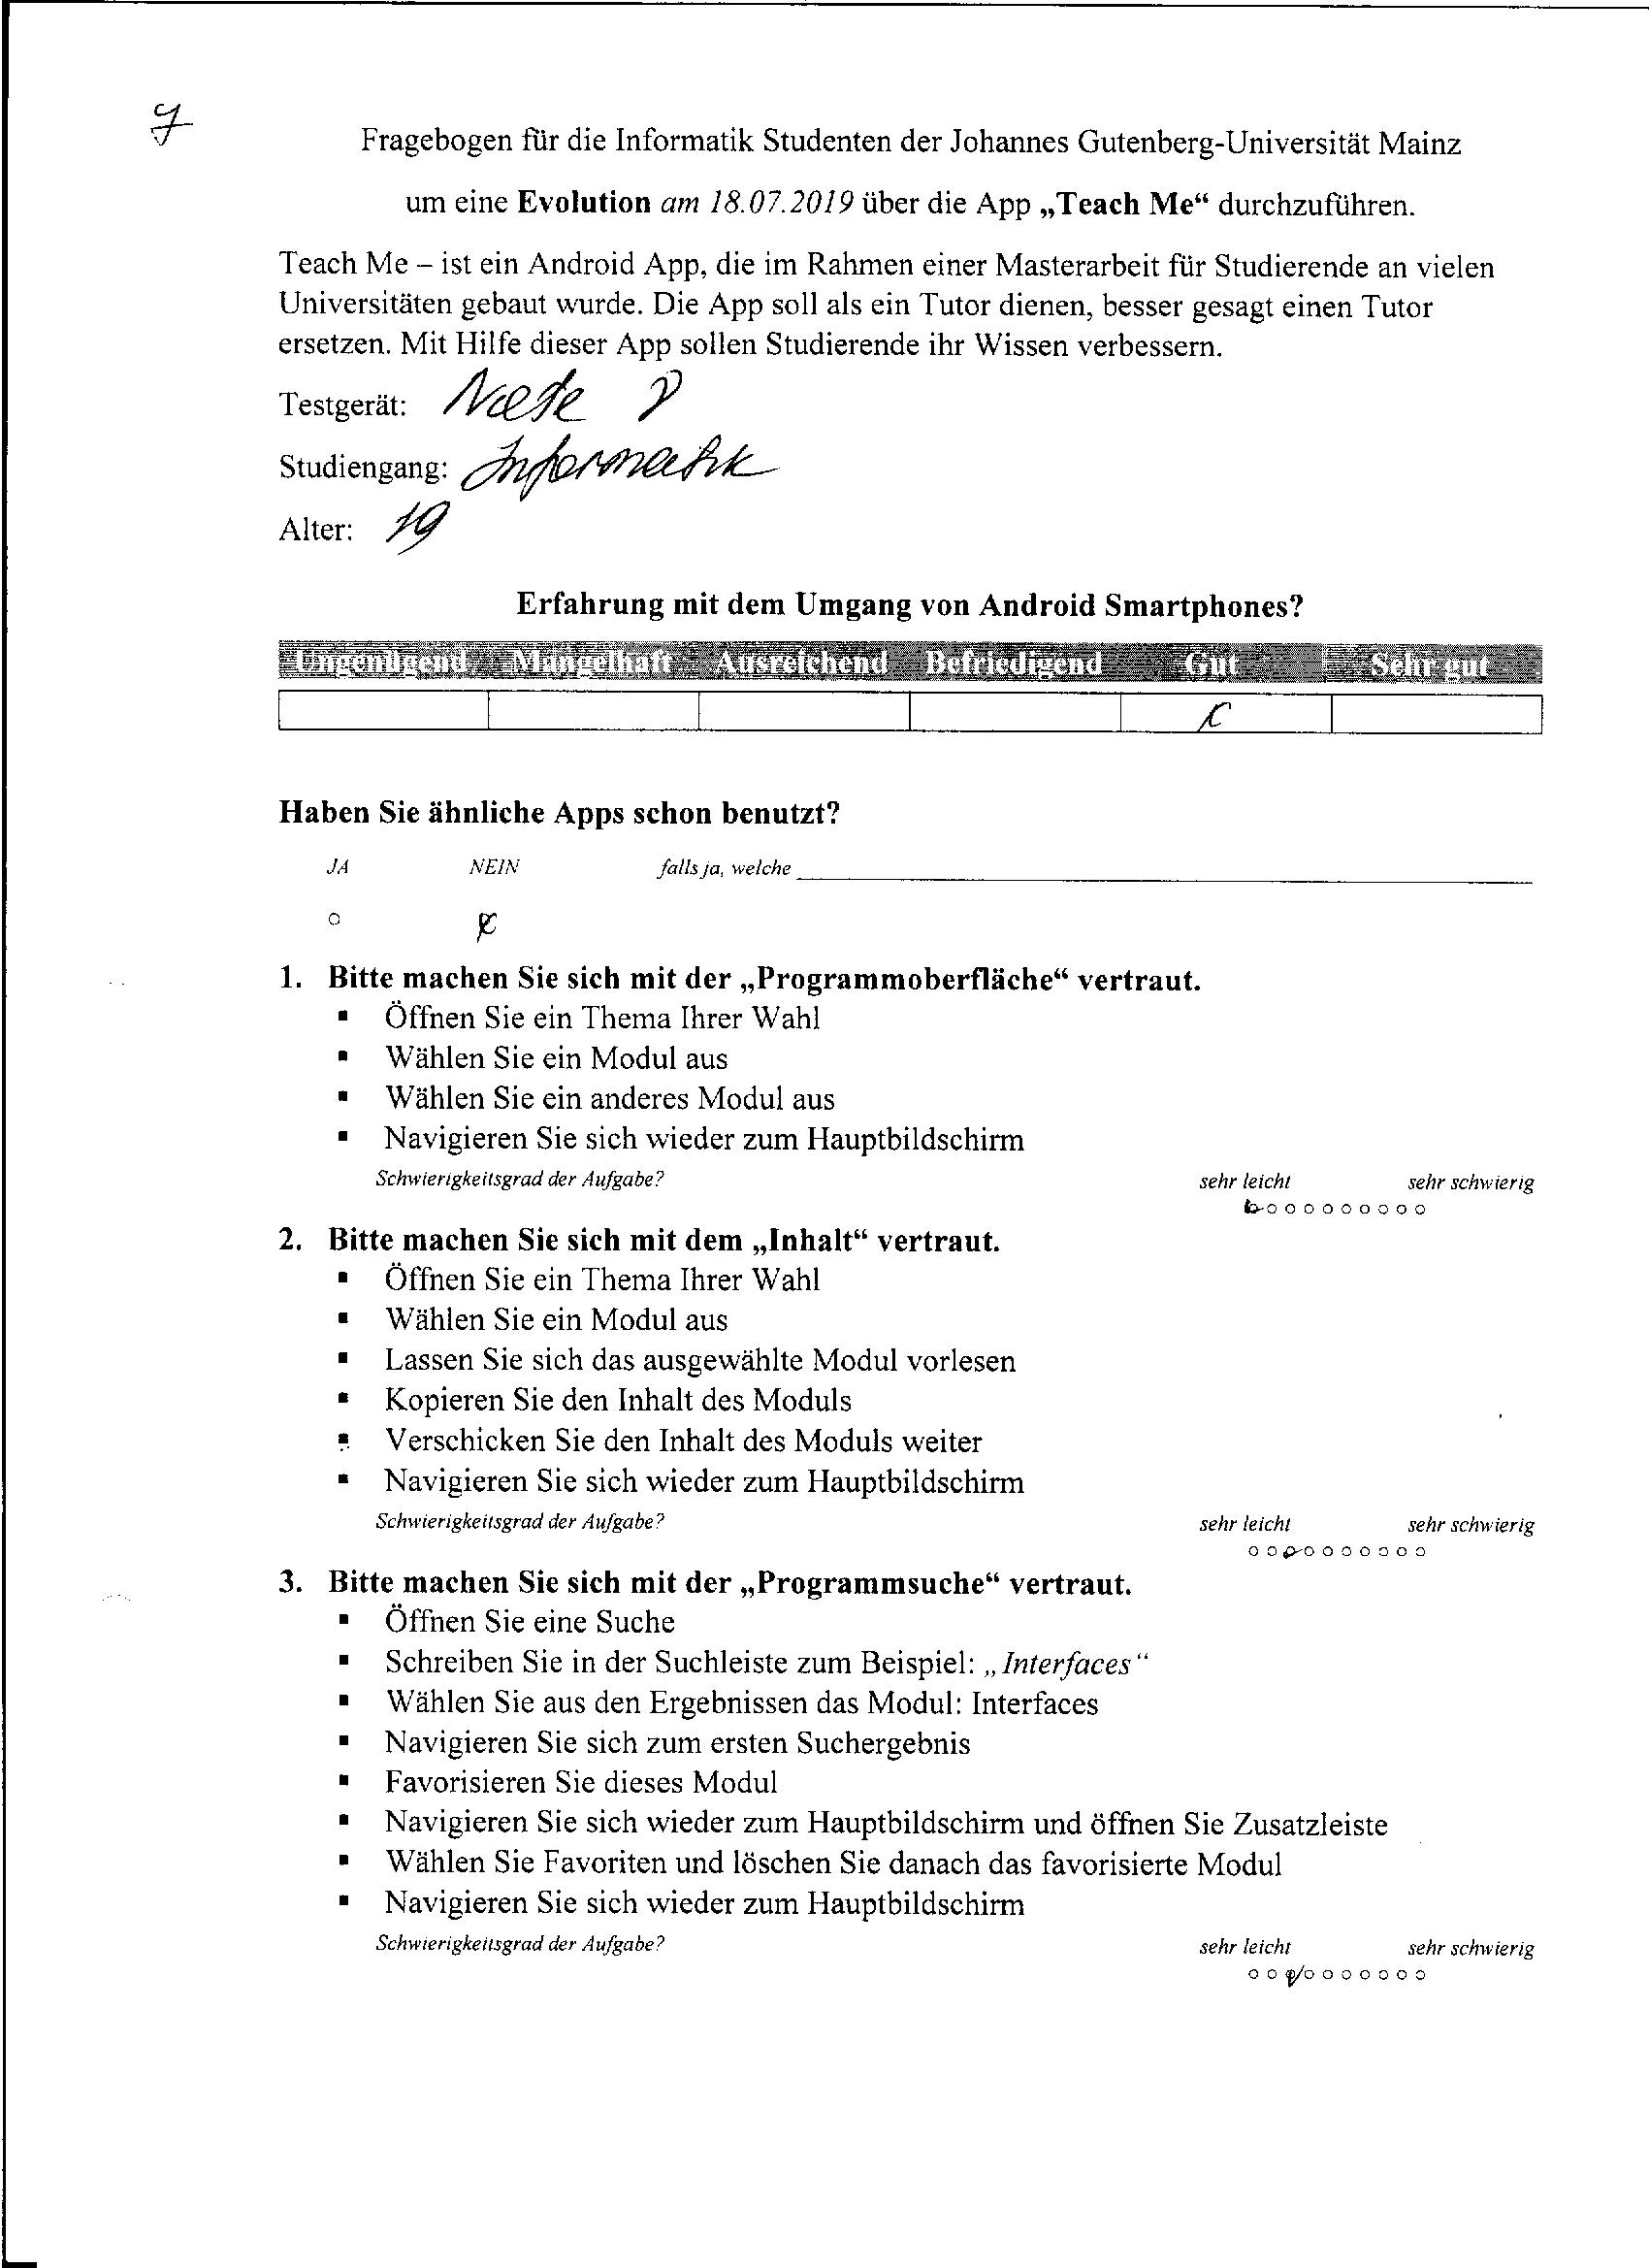 7
Fragebogen für die Informatik Studenten der Johannes Gutenberg-Universität Mainz
um eine Evolution am 18.07.2019 über die App „Teach Me“ durchzuführen.
Teach Me – ist ein Android App, die im Rahmen einer Masterarbeit für Studierende an vielen
Universitäten gebaut wurde. Die App soll als ein Tutor dienen, besser gesagt einen Tutor
ersetzen. Mit Hilfe dieser App sollen Studierende ihr Wissen verbessern.
Testgerät:
Studiengang: Informatik
Alter: 19
Erfahrung mit dem Umgang von Android Smartphones?
Ungenügend Mangelhaft Ausreichend Befriedigend Gut Sehr gut
Haben Sie ähnliche Apps schon benutzt?
JA NEIN falls ja, welche
1. Bitte machen Sie sich mit der „Programmoberfläche“ vertraut.
▪ Öffnen Sie ein Thema Ihrer Wahl
▪ Wählen Sie ein Modul aus
▪ Wählen Sie ein anderes Modul aus
▪ Navigieren Sie sich wieder zum Hauptbildschirm
Schwierigkeitsgrad der Aufgabe? sehr leicht sehr schwierig
2. Bitte machen Sie sich mit dem „Inhalt“ vertraut.
▪ Öffnen Sie ein Thema Ihrer Wahl
▪ Wählen Sie ein Modul aus
▪ Lassen Sie sich das ausgewählte Modul vorlesen
▪ Kopieren Sie den Inhalt des Moduls
▪ Verschicken Sie den Inhalt des Moduls weiter
▪ Navigieren Sie sich wieder zum Hauptbildschirm
Schwierigkeitsgrad der Aufgabe? sehr leicht sehr schwierig
3. Bitte machen Sie sich mit der „Programmsuche“ vertraut.
▪ Öffnen Sie eine Suche
▪ Schreiben Sie in der Suchleiste zum Beispiel: „Interfaces“
▪ Wählen Sie aus den Ergebnissen das Modul: Interfaces
▪ Navigieren Sie sich zum ersten Suchergebnis
▪ Favorisieren Sie dieses Modul
▪ Navigieren Sie sich wieder zum Hauptbildschirm und öffnen Sie Zusatzleiste
▪ Wählen Sie Favoriten und löschen Sie danach das favorisierte Modul
▪ Navigieren Sie sich wieder zum Hauptbildschirm
Schwierigkeitsgrad der Aufgabe? sehr leicht sehr schwierig